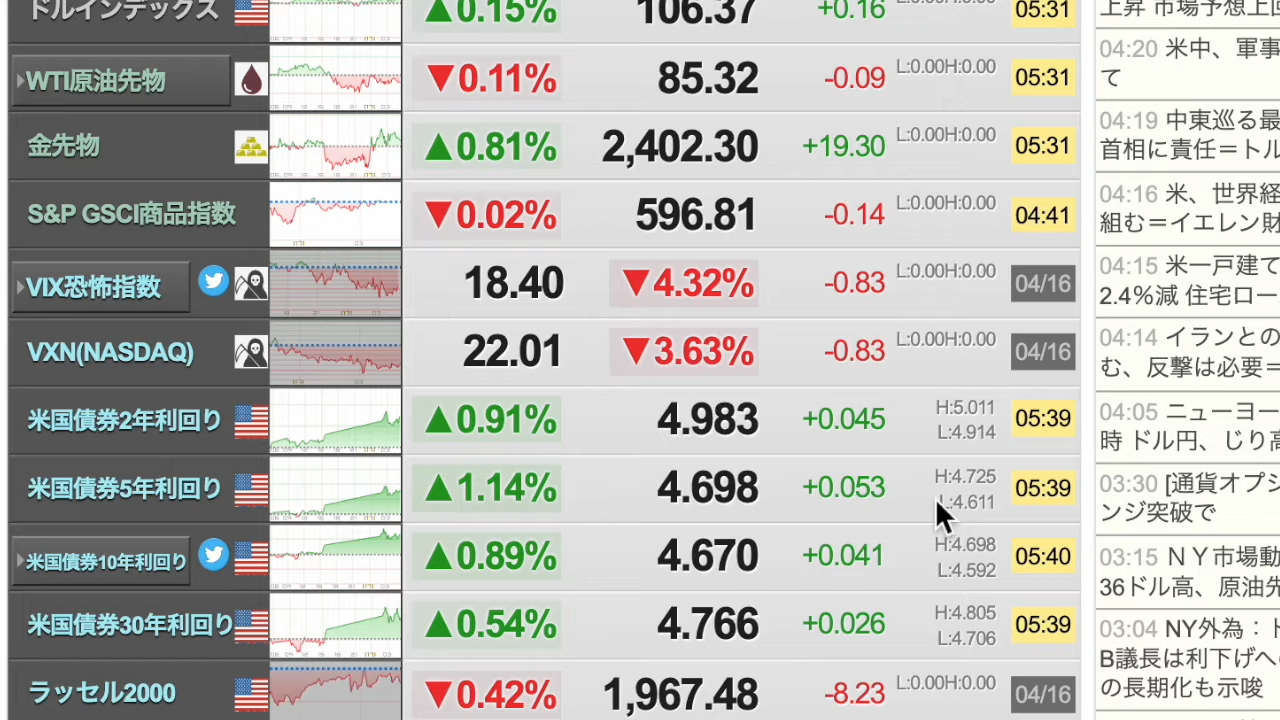 ドルインデックス ▲0.15% 106.37 +0.16 05:31
WTI原油先物 ▼0.11% 85.32 -0.09 L:0.00H:0.00 05:31
金先物 ▲0.81% 2,402.30 +19.30 L:0.00H:0.00 05:31
S&P GSCI商品指数 ▼0.02% 596.81 -0.14 L:0.00H:0.00 04:41
VIX恐怖指数 18.40 ▼4.32% -0.83 L:0.00H:0.00 04/16
VXN(NASDAQ) 22.01 ▼3.63% -0.83 L:0.00H:0.00 04/16
米国債券2年利回り ▲0.91% 4.983 +0.045 H:5.011 L:4.914 05:39
米国債券5年利回り ▲1.14% 4.698 +0.053 H:4.725 L:4.611 05:39
米国債券10年利回り ▲0.89% 4.670 +0.041 H:4.698 L:4.592 05:40
米国債券30年利回り ▲0.54% 4.766 +0.026 H:4.805 L:4.706 05:39
ラッセル2000 ▼0.42% 1,967.48 -8.23 L:0.00H:0.00 04/16
上昇 市場予想上回
04:20 米中、軍事
て
04:19 中東巡る最
首相に責任＝トル
04:16 米、世界経
組む＝イエレン財
04:15 米一戸建て
2.4%減 住宅ロー
04:14 イランとの
む、反撃は必要＝
04:05 ニューヨー
時 ドル円、じり高
03:30 [通貨オプシ
ンジ突破で
03:15 ＮＹ市場動
36ドル高、原油先
03:04 NY外為：ド
B議長は利下げへの
の長期化も示唆